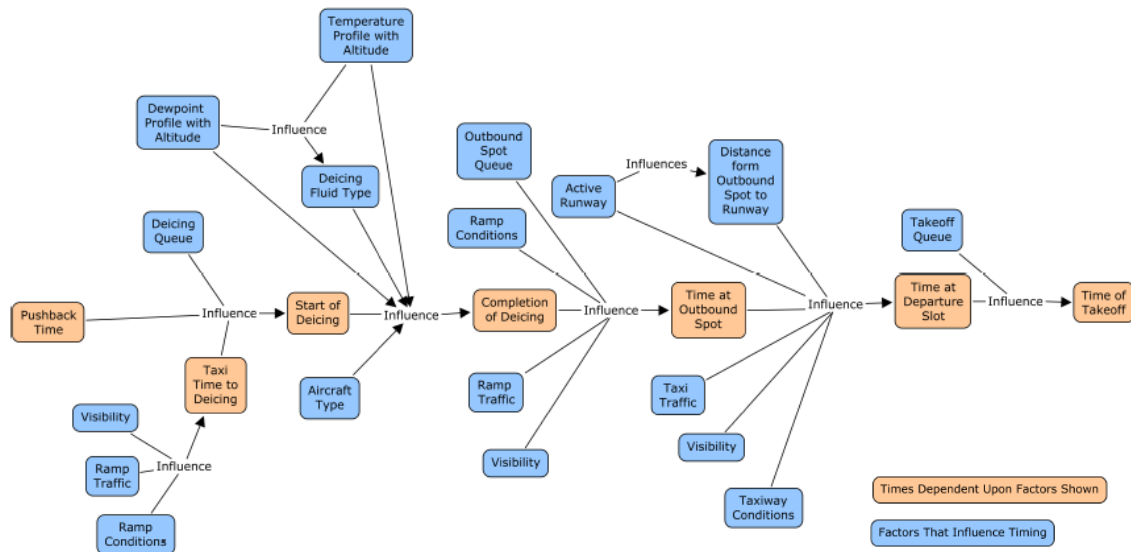 Temperature
Profile with
Altitude
Dewpoint
Profile with
Altitude
Influence
Deicing
Fluid Type
Outbound
Spot
Queue
Influences
Distance
form
Outbound
Spot to
Runway
Active
Runway
Deicing
Queue
Ramp
Conditions
Takeoff
Queue
Pushback
Time
Influence
Start of
Deicing
Influence
Completion
of Deicing
Influence
Time at
Outbound
Spot
Influence
Time at
Departure
Slot
Influence
Time of
Takeoff
Taxi
Time to
Deicing
Aircraft
Type
Ramp
Traffic
Taxi
Traffic
Visibility
Visibility
Visibility
Influence
Ramp
Traffic
Ramp
Conditions
Taxiway
Conditions
Times Dependent Upon Factors Shown
Factors That Influence Timing